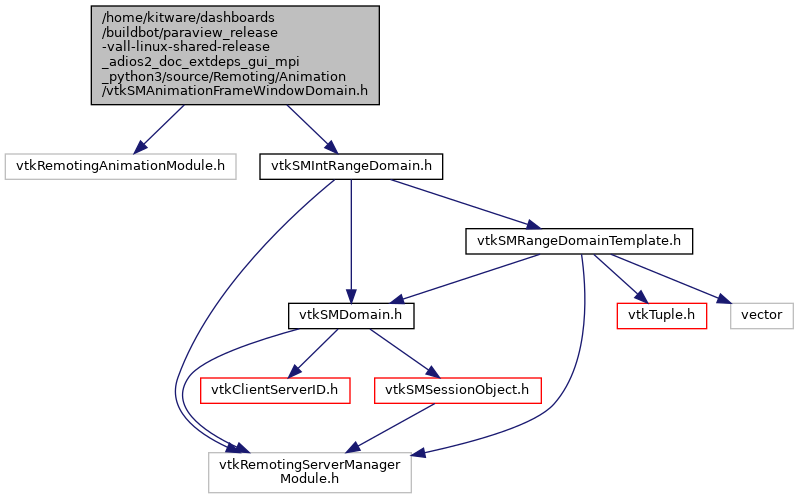 /home/kitware/dashboards
/buildbot/paraview_release
-vall-linux-shared-release
_adios2_doc_extdeps_gui_mpi
_python3/source/Remoting/Animation
/vtkSMAnimationFrameWindowDomain.h
vtkRemotingAnimationModule.h
vtkSMIntRangeDomain.h
vtkSMRangeDomainTemplate.h
vtkSMDomain.h
vtkTuple.h
vector
vtkClientServerID.h
vtkSMSessionObject.h
vtkRemotingServerManager
Module.h